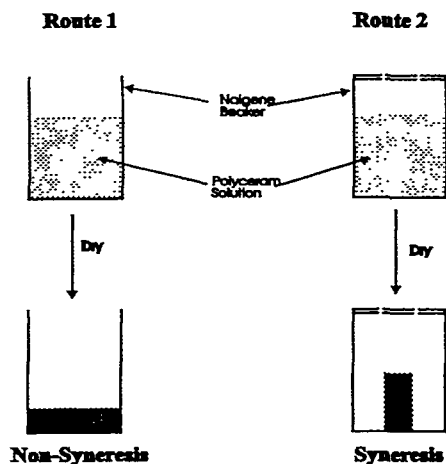 Route 1
Route 2
Nalgene
Beaker
Polyceram
Solution
Dry
Dry
Non-Syneresis
Syneresis